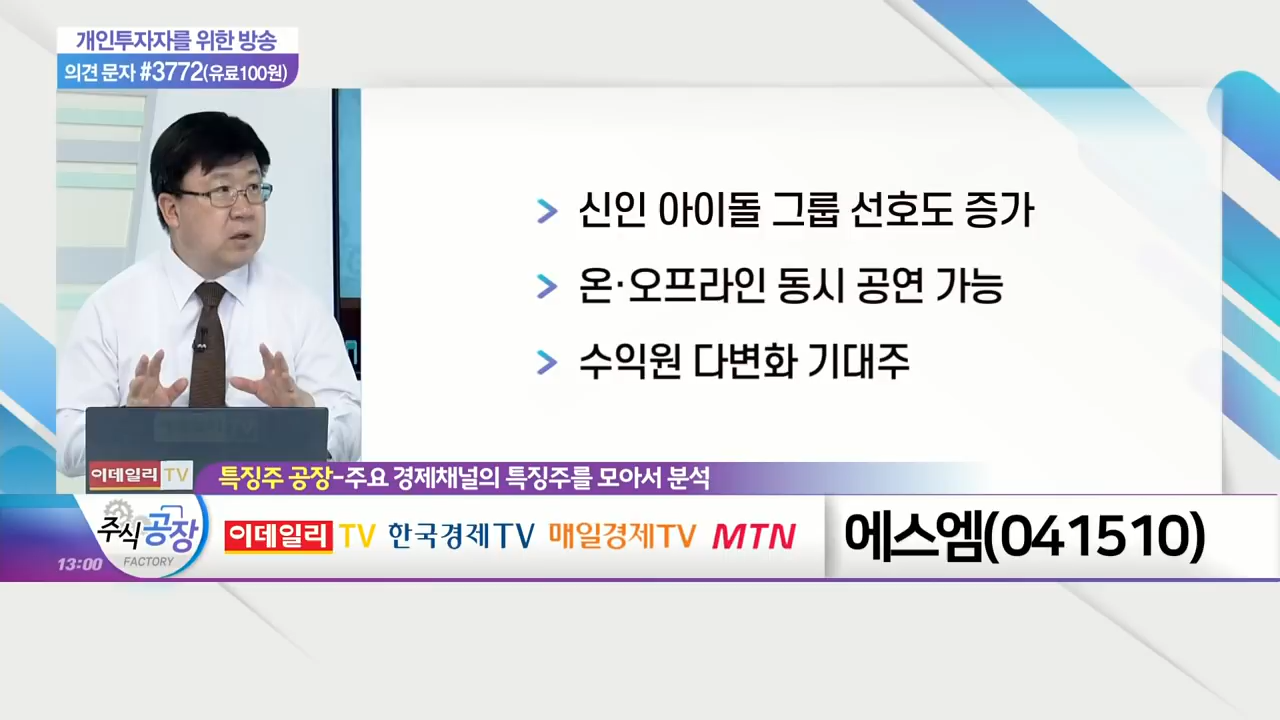 개인투자자를 위한 방송
의견 문자 #3772(유료100원)
신인 아이돌 그룹 선호도 증가
온·오프라인 동시 공연 가능
수익원 다변화 기대주
이데일리 TV
특징주 공장-주요 경제채널의 특징주를 모아서 분석
주식공장
FACTORY
13:00
이데일리 TV 한국경제TV 매일경제TV MTN
에스엠(041510)